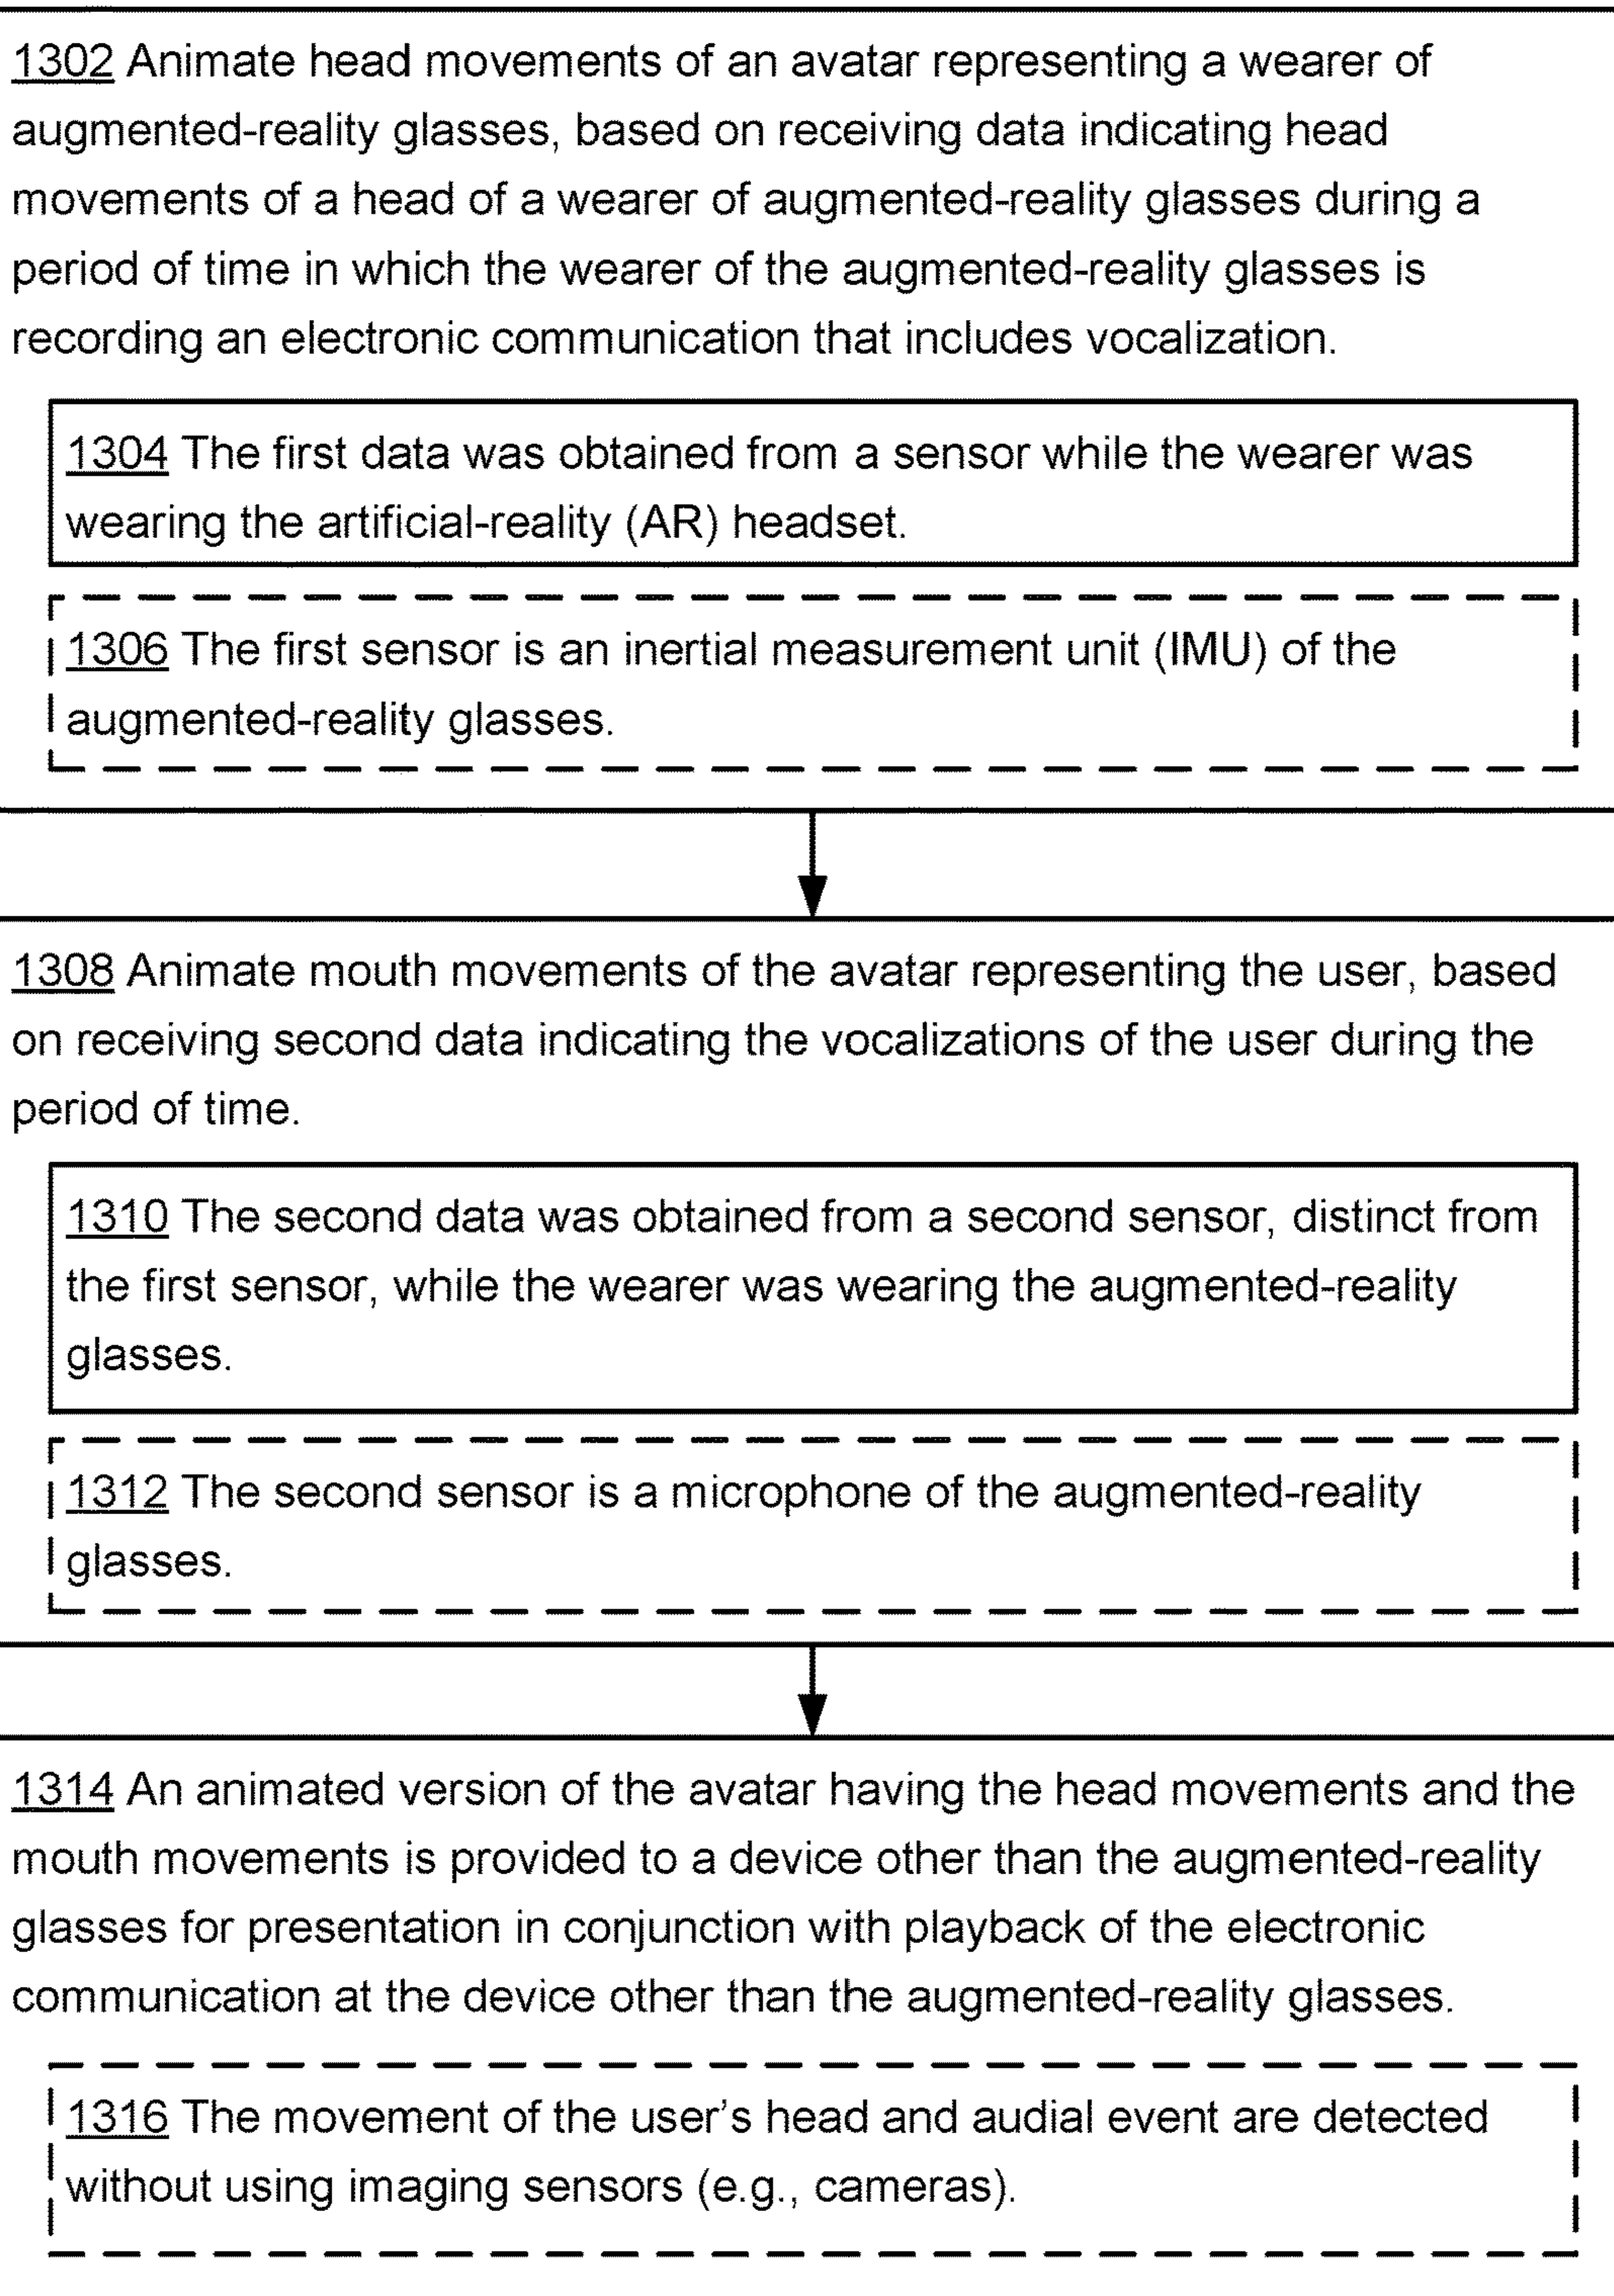 1302 Animate head movements of an avatar representing a wearer of
augmented-reality glasses, based on receiving data indicating head
movements of a head of a wearer of augmented-reality glasses during a
period of time in which the wearer of the augmented-reality glasses is
recording an electronic communication that includes vocalization.
1304 The first data was obtained from a sensor while the wearer was
wearing the artificial-reality (AR) headset.
1306 The first sensor is an inertial measurement unit (IMU) of the
augmented-reality glasses.
1308 Animate mouth movements of the avatar representing the user, based
on receiving second data indicating the vocalizations of the user during the
period of time.
1310 The second data was obtained from a second sensor, distinct from
the first sensor, while the wearer was wearing the augmented-reality
glasses.
1312 The second sensor is a microphone of the augmented-reality
glasses.
1314 An animated version of the avatar having the head movements and the
mouth movements is provided to a device other than the augmented-reality
glasses for presentation in conjunction with playback of the electronic
communication at the device other than the augmented-reality glasses.
1316 The movement of the user’s head and audial event are detected
without using imaging sensors (e.g., cameras).